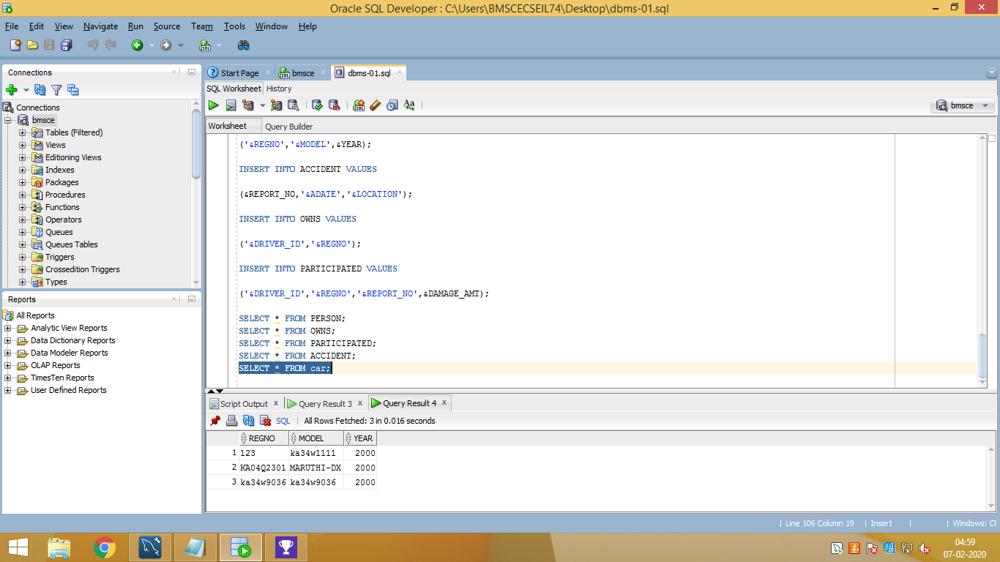 Oracle SQL Developer : C:\Users\BMSCECSEIL74\Desktop\dbms-01.sql
File Edit View Navigate Run Source Team Tools Window Help
Connections
Connections
bmsce
Tables (Filtered)
Views
Editioning Views
Indexes
Packages
Procedures
Functions
Operators
Queues
Queues Tables
Triggers
Crossedition Triggers
Types
Reports
All Reports
Analytic View Reports
Data Dictionary Reports
Data Modeler Reports
OLAP Reports
TimesTen Reports
User Defined Reports
Start Page bmsce dbms-01.sql
SQL Worksheet History
bmsce
Worksheet Query Builder
('&REGNO','&MODEL',&YEAR);
INSERT INTO ACCIDENT VALUES
(&REPORT_NO,'&ADATE','&LOCATION');
INSERT INTO OWNS VALUES
('&DRIVER_ID','&REGNO');
INSERT INTO PARTICIPATED VALUES
('&DRIVER_ID','&REGNO','&REPORT_NO',&DAMAGE_AMT);
SELECT * FROM PERSON;
SELECT * FROM OWNS;
SELECT * FROM PARTICIPATED;
SELECT * FROM ACCIDENT;
SELECT * FROM car;
Script Output Query Result 3 Query Result 4
SQL | All Rows Fetched: 3 in 0.016 seconds
REGNO MODEL YEAR
1 123 ka34w1111 2000
2 KA04Q2301 MARUTHI-DX 2000
3 ka34w9036 ka34w9036 2000
| Line 106 Column 19 | Insert | | Windows: CF
04:59
07-02-2020